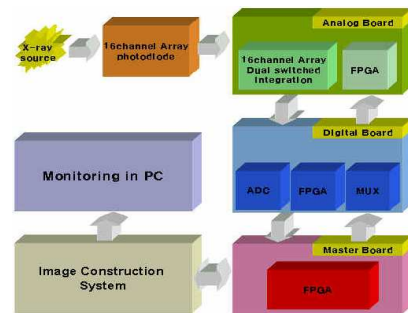 X-ray
source
16channel Array
photodiode
Analog Board
16channel Array
Dual switched
Integration
FPGA
Digital Board
ADC
FPGA
MUX
Monitoring in PC
Master Board
FPGA
Image Construction
System